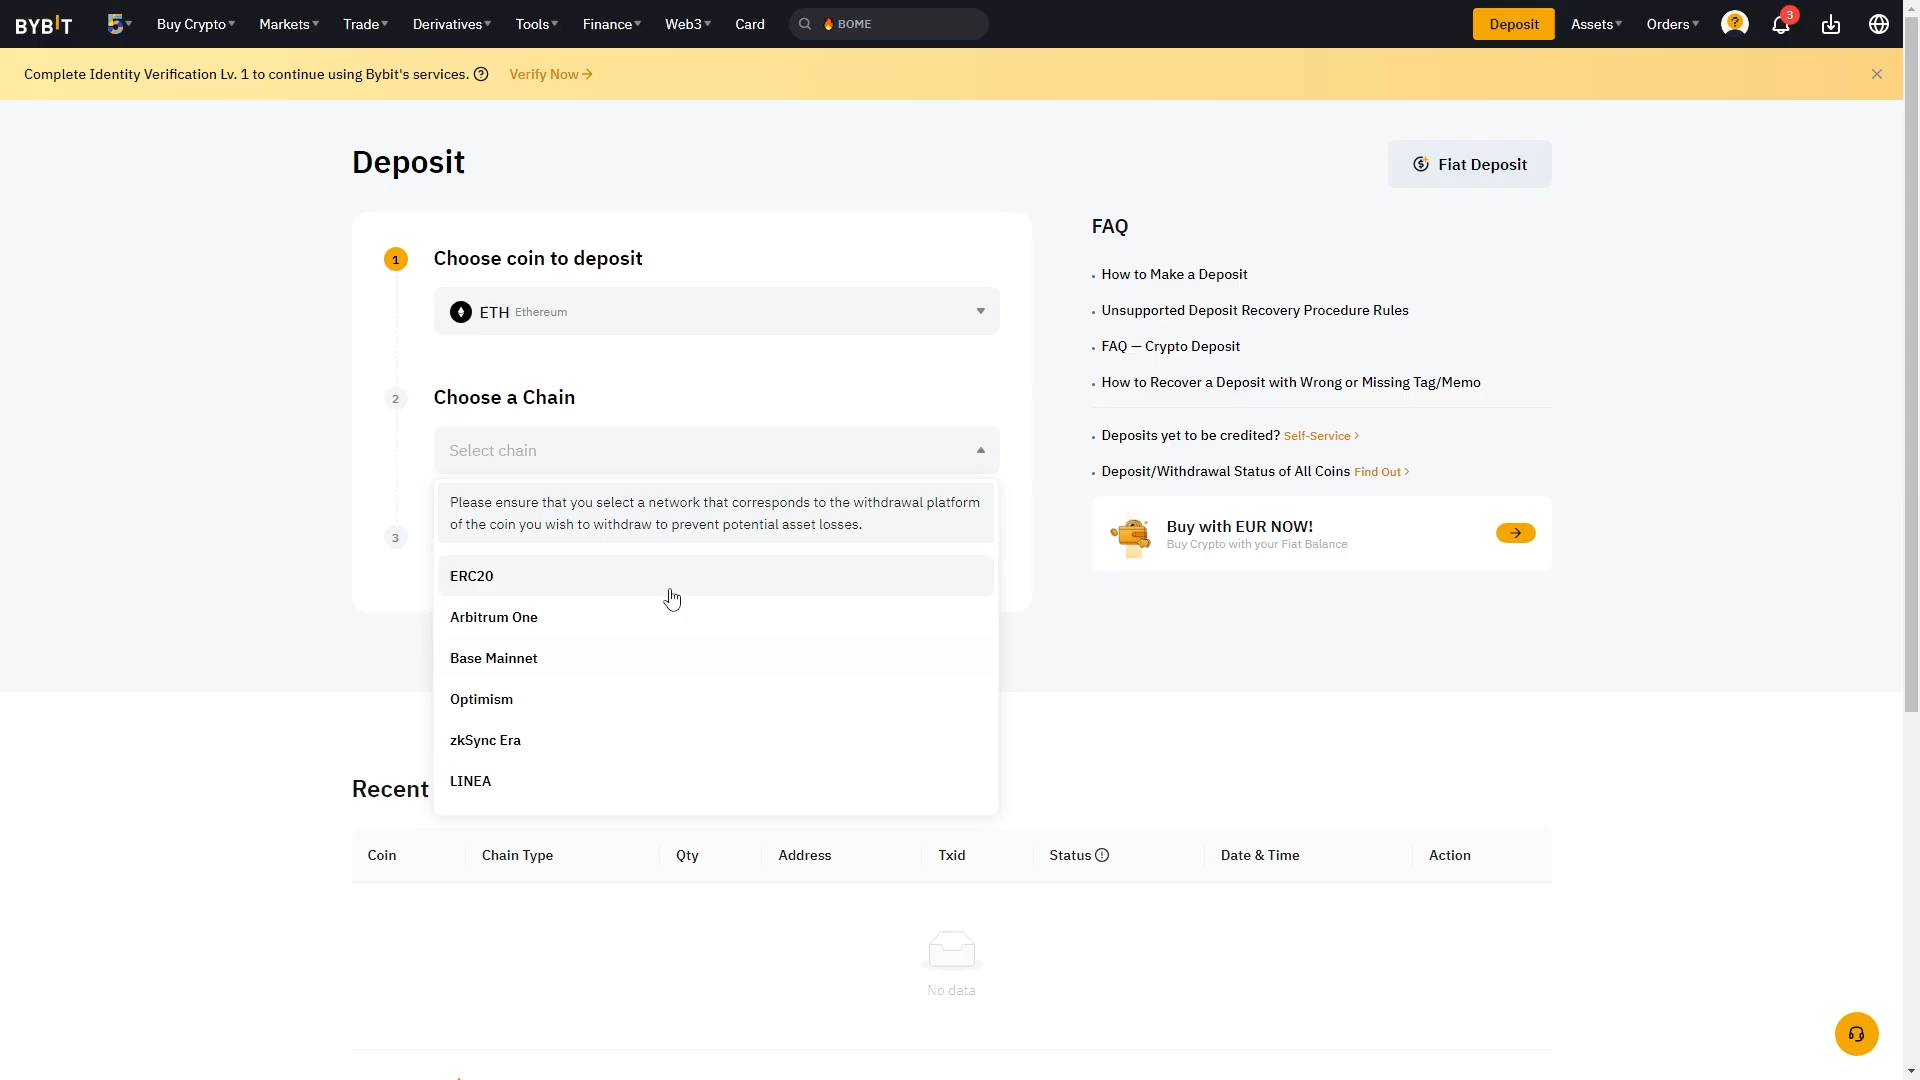 BYBIT
Buy Crypto
Markets
Trade
Derivatives
Tools
Finance
Web3
Card
BOME
Deposit
Assets
Orders
3
Complete Identity Verification Lv. 1 to continue using Bybit's services.
Verify Now
Deposit
Fiat Deposit
1
Choose coin to deposit
ETH Ethereum
2
Choose a Chain
Select chain
Please ensure that you select a network that corresponds to the withdrawal platform
of the coin you wish to withdraw to prevent potential asset losses.
3
ERC20
Arbitrum One
Base Mainnet
Optimism
zkSync Era
LINEA
FAQ
How to Make a Deposit
Unsupported Deposit Recovery Procedure Rules
FAQ — Crypto Deposit
How to Recover a Deposit with Wrong or Missing Tag/Memo
Deposits yet to be credited? Self-Service >
Deposit/Withdrawal Status of All Coins Find Out >
Buy with EUR NOW!
Buy Crypto with your Fiat Balance
Recent
Coin
Chain Type
Qty
Address
Txid
Status
Date & Time
Action
No data